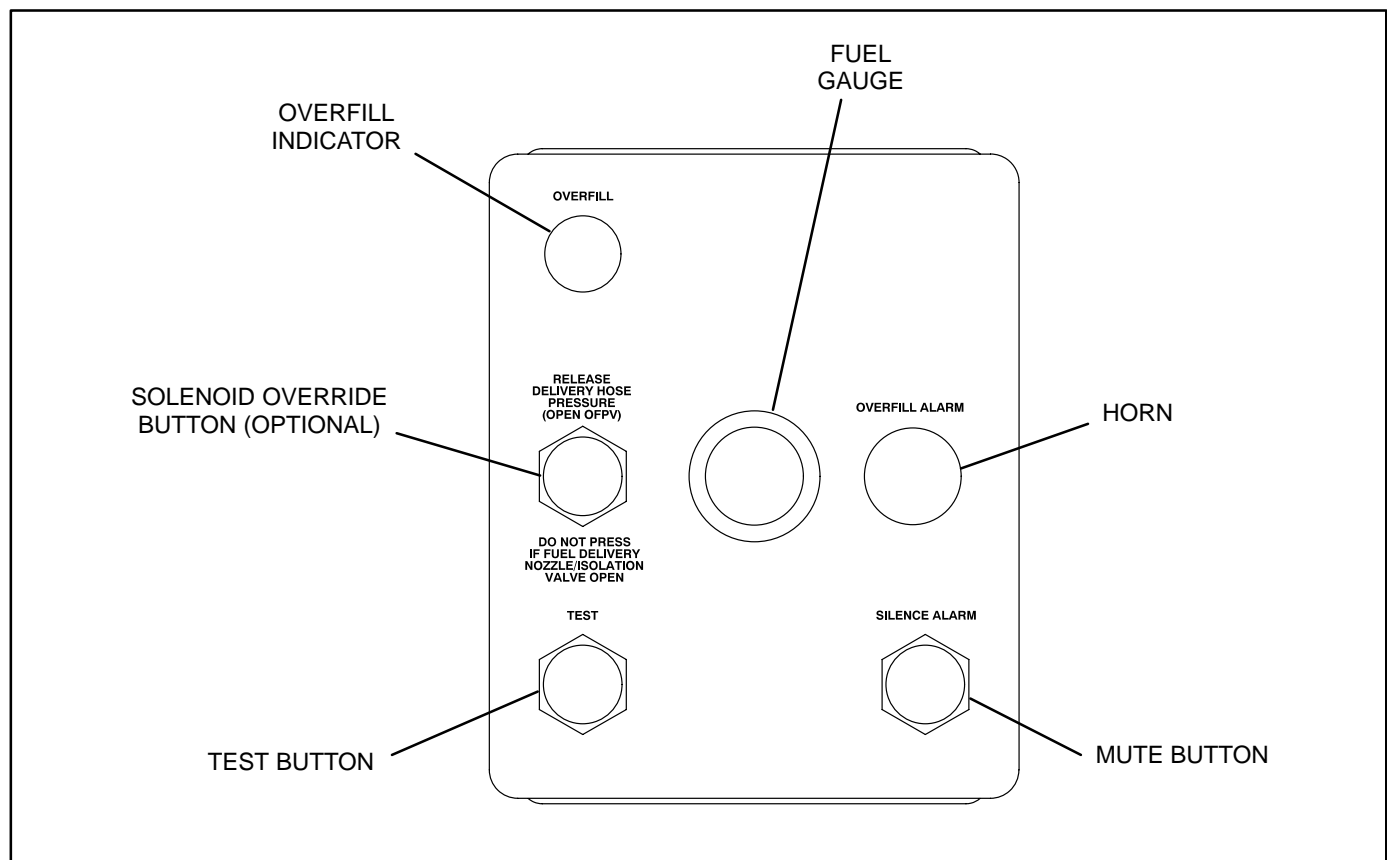 FUEL
GAUGE
OVERFILL
INDICATOR
OVERFILL
RELEASE
DELIVERY HOSE
PRESSURE
(OPEN OFPV)
SOLENOID OVERRIDE
BUTTON (OPTIONAL)
OVERFILL ALARM
HORN
DO NOT PRESS
IF FUEL DELIVERY
NOZZLE/ISOLATION
VALVE OPEN
TEST
SILENCE ALARM
TEST BUTTON
MUTE BUTTON